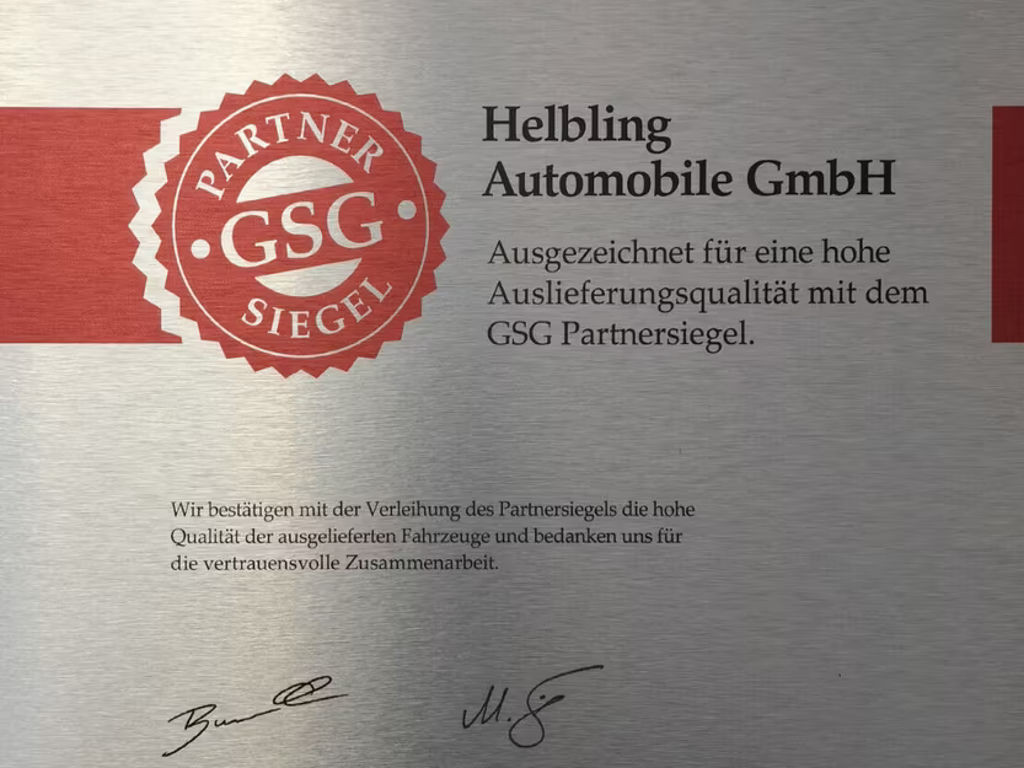 PARTNER
GSG
SIEGEL
Helbling
Automobile GmbH
Ausgezeichnet für eine hohe
Auslieferungsqualität mit dem
GSG Partnersiegel.
Wir bestätigen mit der Verleihung des Partnersiegels die hohe
Qualität der ausgelieferten Fahrzeuge und bedanken uns für
die vertrauensvolle Zusammenarbeit.